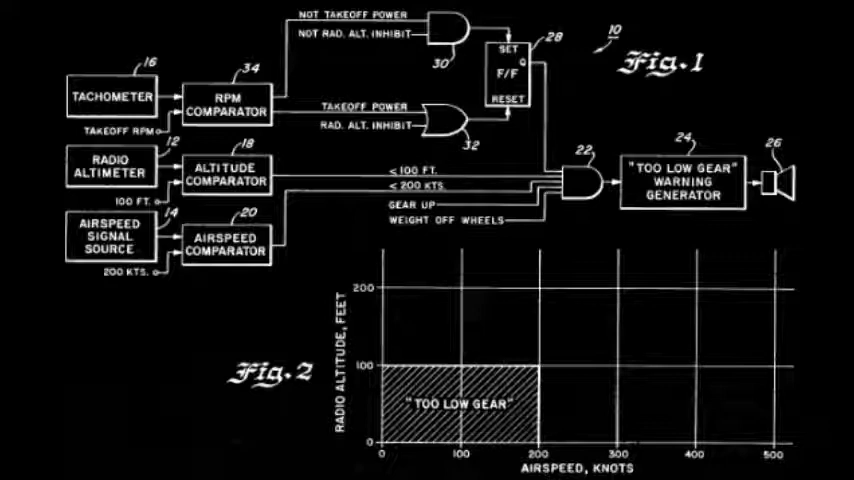 NOT TAKEOFF POWER
NOT RAD. ALT. INHIBIT
30
SET
Q
F/F
RESET
28
10
Fig. 1
16
TACHOMETER
34
RPM
COMPARATOR
TAKEOFF RPM
TAKEOFF POWER
RAD. ALT. INHIBIT
32
12
RADIO
ALTIMETER
18
ALTITUDE
COMPARATOR
100 FT.
< 100 FT.
< 200 KTS.
GEAR UP
WEIGHT OFF WHEELS
22
24
"TOO LOW GEAR"
WARNING
GENERATOR
26
14
AIRSPEED
SIGNAL
SOURCE
20
AIRSPEED
COMPARATOR
200 KTS.
Fig. 2
RADIO ALTITUDE, FEET
200
100
0
"TOO LOW GEAR"
0 100 200 300 400 500
AIRSPEED, KNOTS